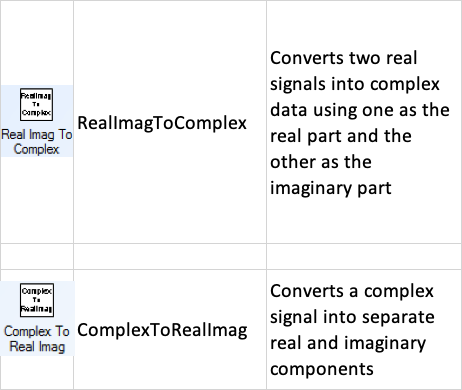 Converts two real
signals into complex
data using one as the
real part and the
other as the
imaginary part
RealImag
To
Complex
Real Imag To
Complex
RealImagToComplex
Complex
To
RealImag
Complex To
Real Imag
ComplexToRealImag
Converts a complex
signal into separate
real and imaginary
components